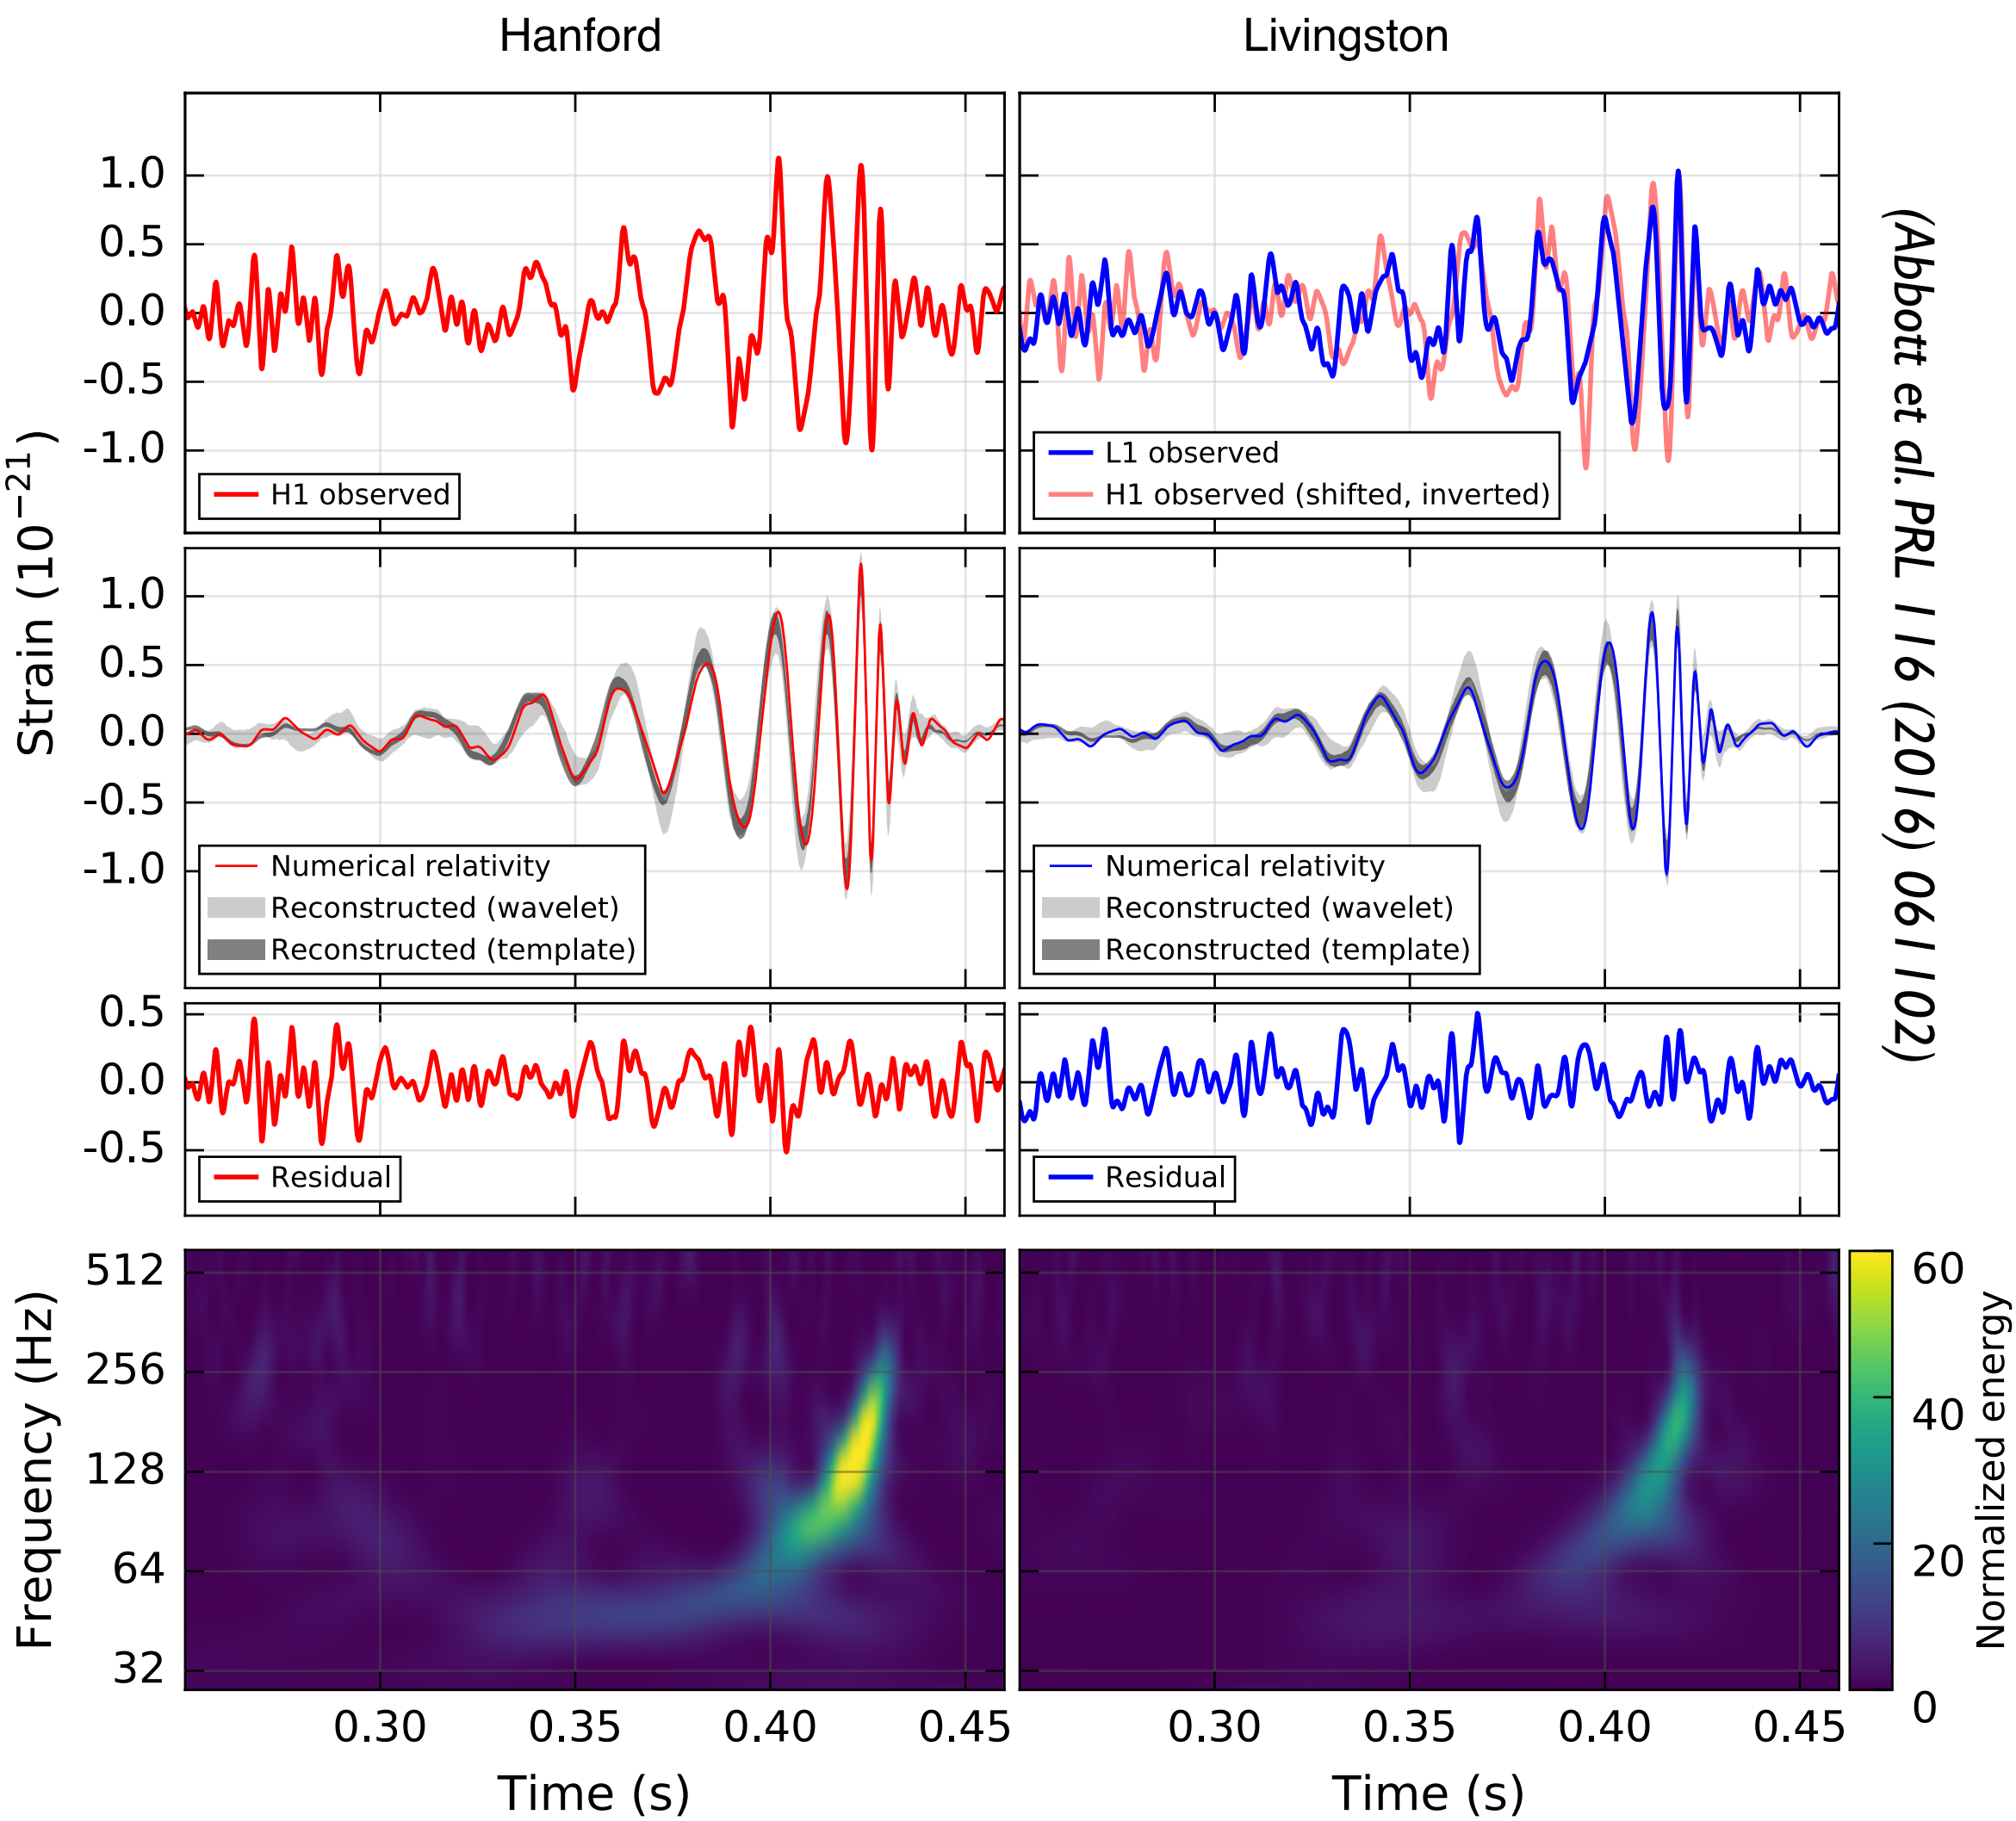 Hanford
Livingston
1.0
0.5
0.0
-0.5
-1.0
H1 observed
L1 observed
H1 observed (shifted, inverted)
Strain (10⁻²¹)
1.0
0.5
0.0
-0.5
-1.0
Numerical relativity
Reconstructed (wavelet)
Reconstructed (template)
Numerical relativity
Reconstructed (wavelet)
Reconstructed (template)
0.5
0.0
-0.5
Residual
Residual
(Abbott et al. PRL 116 (2016) 061102)
Frequency (Hz)
512
256
128
64
32
60
40
20
0
Normalized energy
0.30 0.35 0.40 0.45
0.30 0.35 0.40 0.45
Time (s)
Time (s)